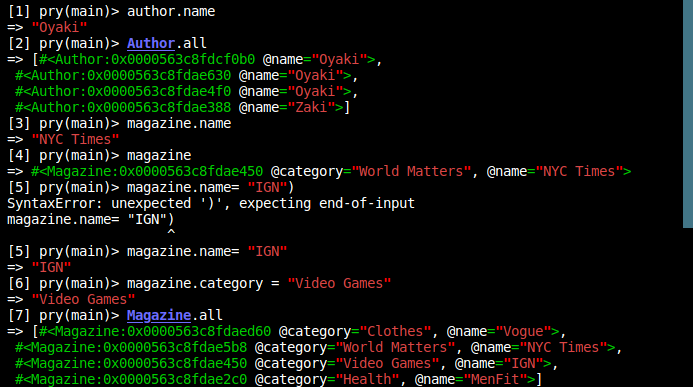 [1] pry(main)> author.name
=> "Oyaki"
[2] pry(main)> Author.all
=> [#<Author:0x0000563c8fdcf0b0 @name="Oyaki">,
 #<Author:0x0000563c8fdae630 @name="Oyaki">,
 #<Author:0x0000563c8fdae4f0 @name="Oyaki">,
 #<Author:0x0000563c8fdae388 @name="Zaki">]
[3] pry(main)> magazine.name
=> "NYC Times"
[4] pry(main)> magazine
=> #<Magazine:0x0000563c8fdae450 @category="World Matters", @name="NYC Times">
[5] pry(main)> magazine.name= "IGN")
SyntaxError: unexpected ')', expecting end-of-input
magazine.name= "IGN")
                    ^
[5] pry(main)> magazine.name= "IGN"
=> "IGN"
[6] pry(main)> magazine.category = "Video Games"
=> "Video Games"
[7] pry(main)> Magazine.all
=> [#<Magazine:0x0000563c8fdaed60 @category="Clothes", @name="Vogue">,
 #<Magazine:0x0000563c8fdae5b8 @category="World Matters", @name="NYC Times">,
 #<Magazine:0x0000563c8fdae450 @category="Video Games", @name="IGN">,
 #<Magazine:0x0000563c8fdae2c0 @category="Health", @name="MenFit">]